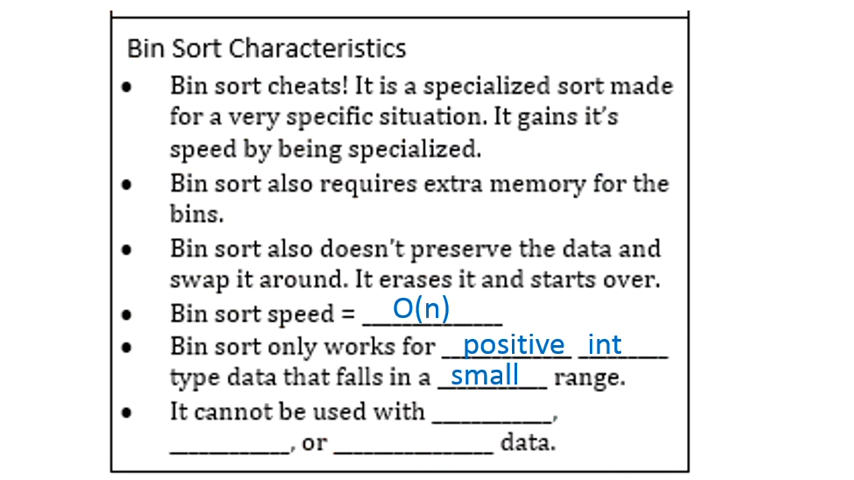 Bin Sort Characteristics
• Bin sort cheats! It is a specialized sort made
for a very specific situation. It gains it’s
speed by being specialized.
• Bin sort also requires extra memory for the
bins.
• Bin sort also doesn’t preserve the data and
swap it around. It erases it and starts over.
• Bin sort speed = O(n)
• Bin sort only works for positive int
type data that falls in a small range.
• It cannot be used with ___________,
___________, or _______________ data.